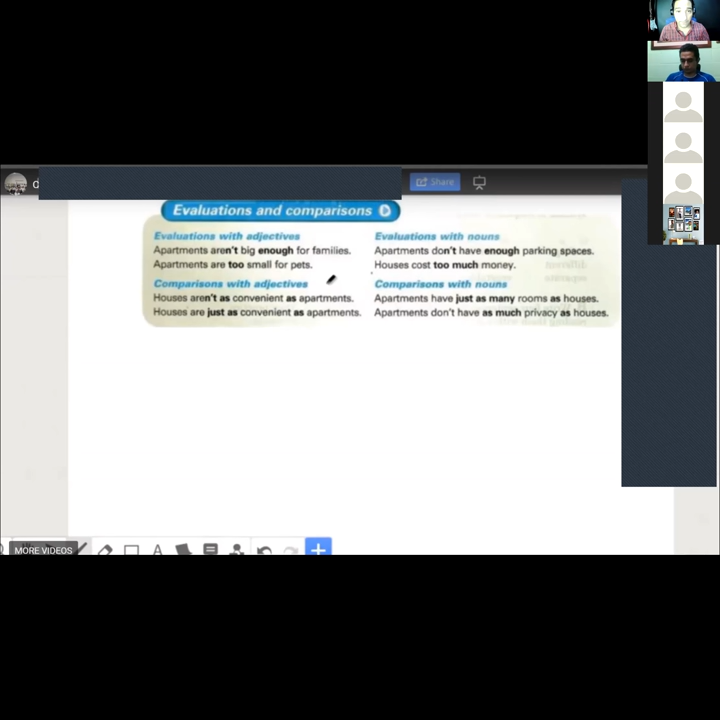 d
Share
Evaluations and comparisons
Evaluations with adjectives
Apartments aren't big enough for families.
Apartments are too small for pets.
Comparisons with adjectives
Houses aren't as convenient as apartments.
Houses are just as convenient as apartments.
Evaluations with nouns
Apartments don't have enough parking spaces.
Houses cost too much money.
Comparisons with nouns
Apartments have just as many rooms as houses.
Apartments don't have as much privacy as houses.
A
MORE VIDEOS